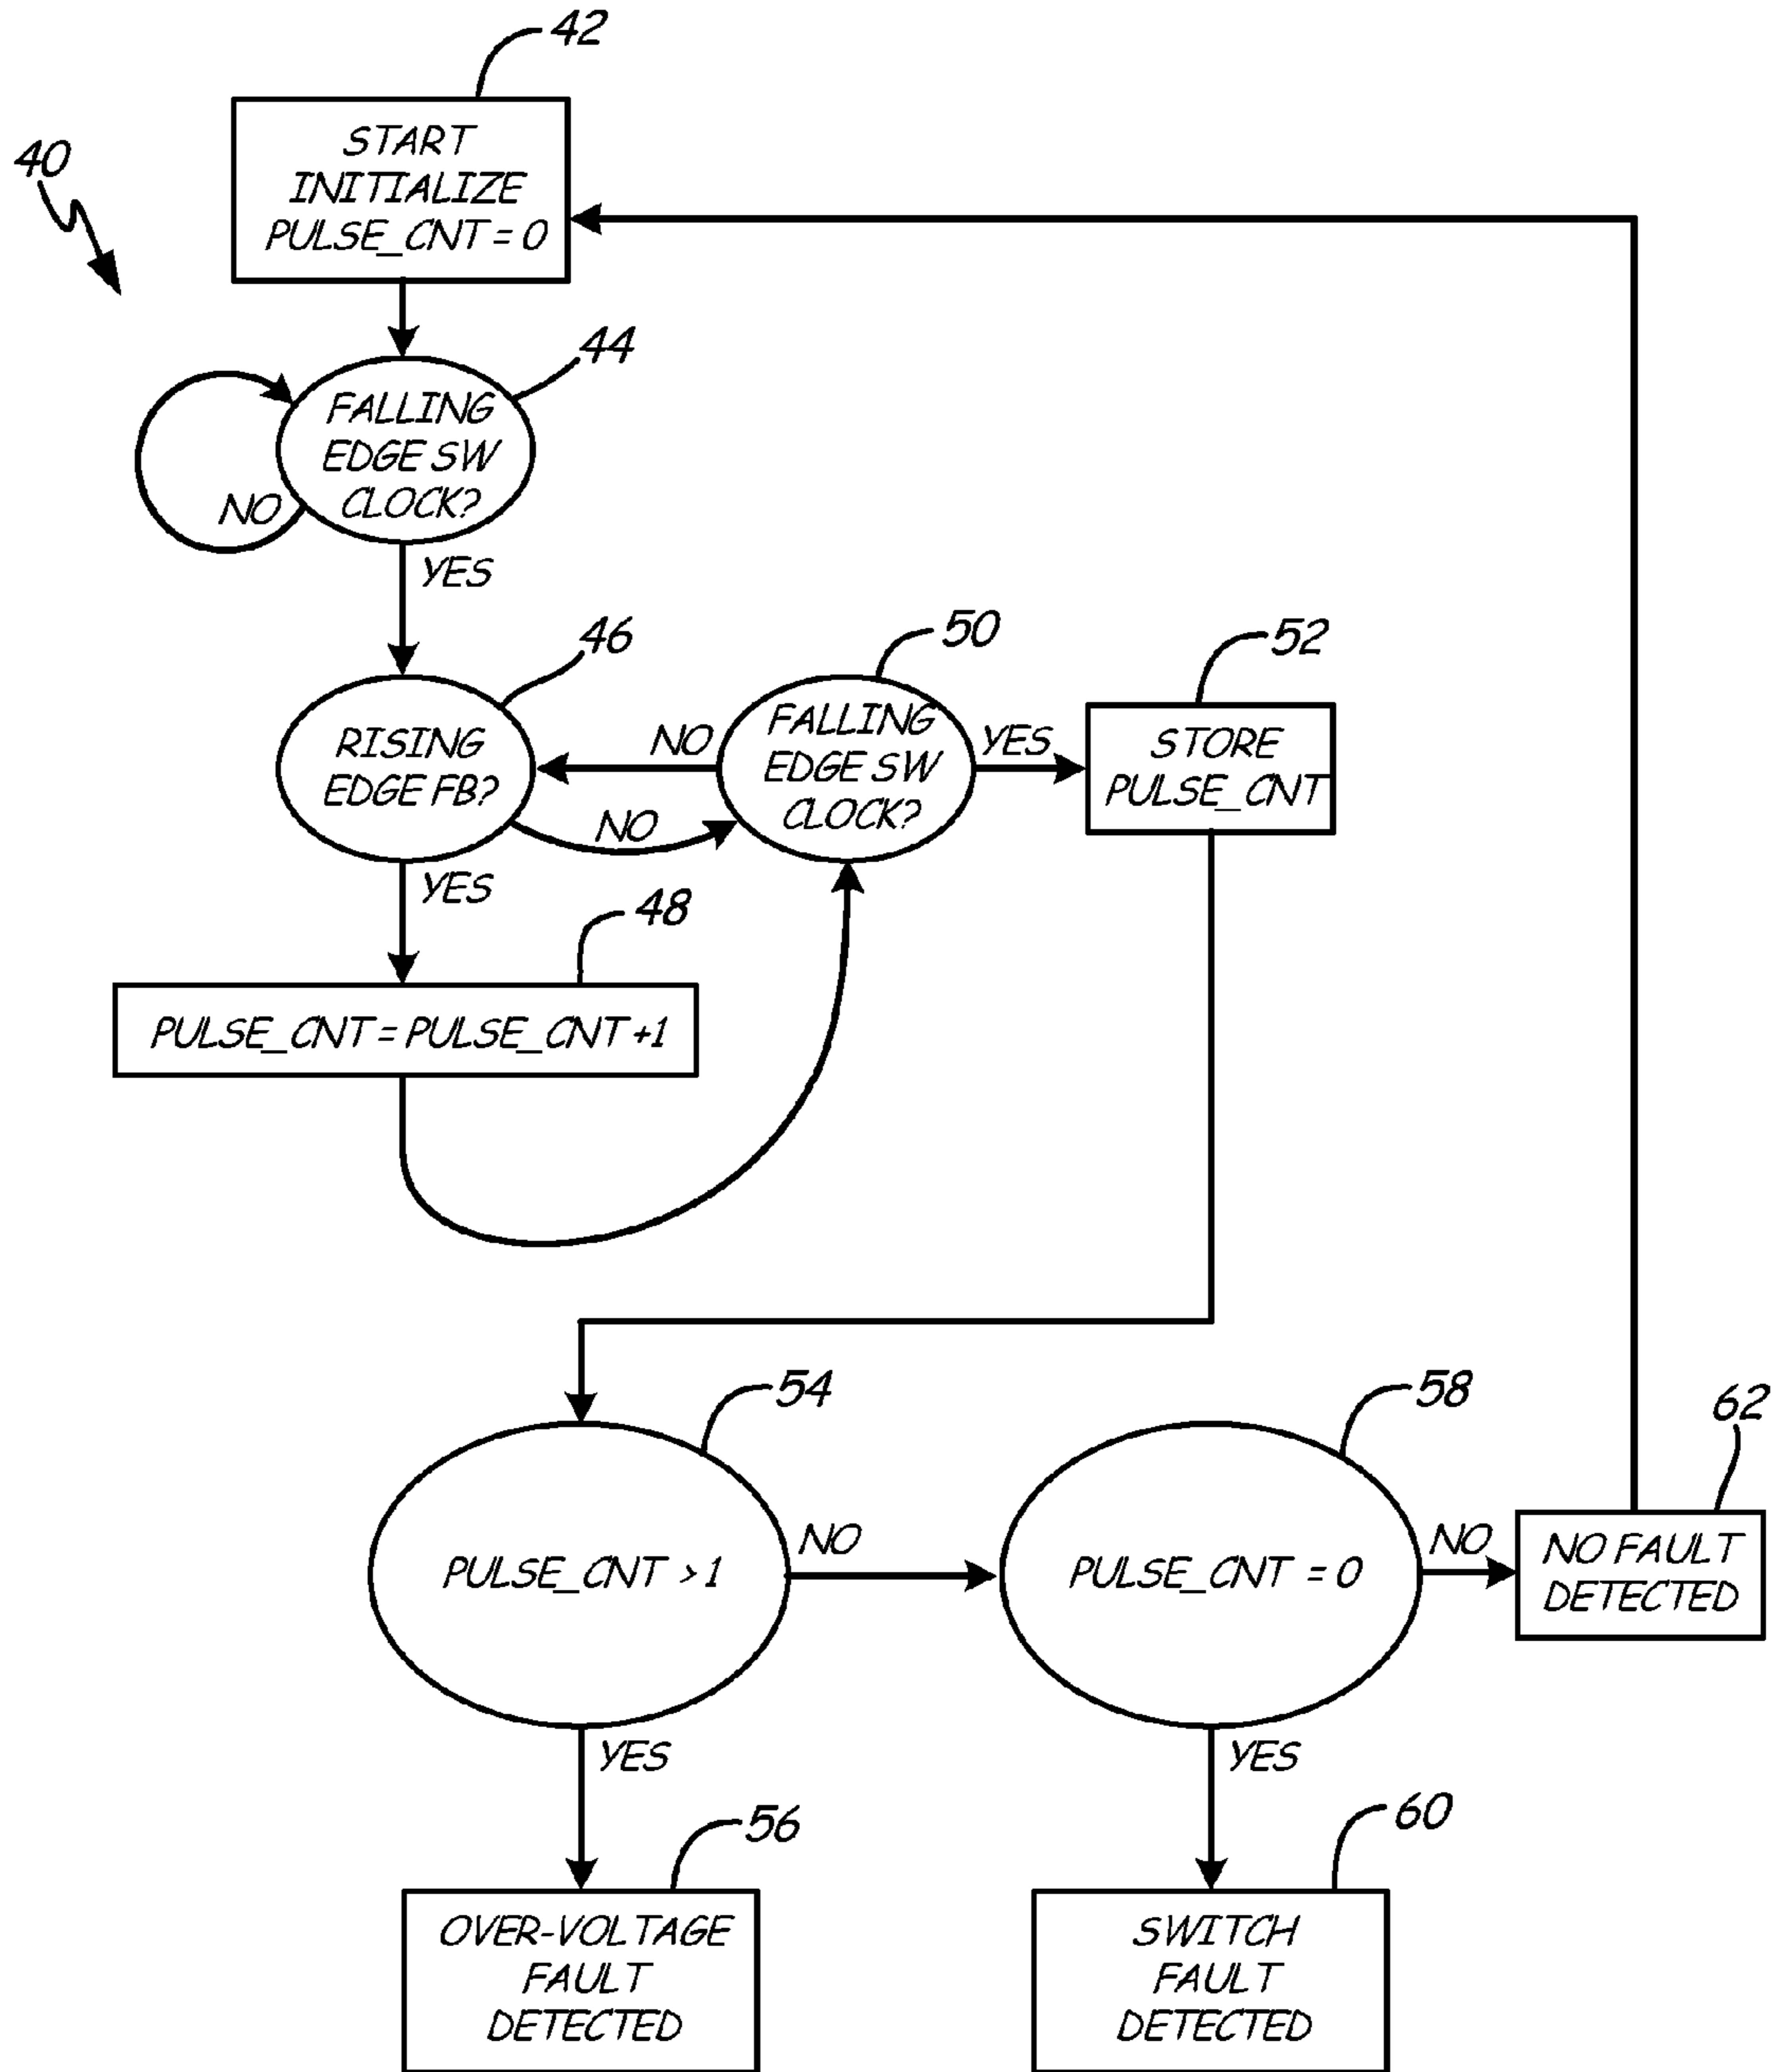 42
START
INITIALIZE
PULSE_CNT = 0
40
44
FALLING
EDGE SW
CLOCK?
NO
YES
46
RISING
EDGE FB?
NO
NO
50
FALLING
EDGE SW
CLOCK?
YES
52
STORE
PULSE_CNT
YES
48
PULSE_CNT = PULSE_CNT +1
54
PULSE_CNT > 1
NO
58
PULSE_CNT = 0
NO
62
NO FAULT
DETECTED
YES
YES
56
OVER-VOLTAGE
FAULT
DETECTED
60
SWITCH
FAULT
DETECTED